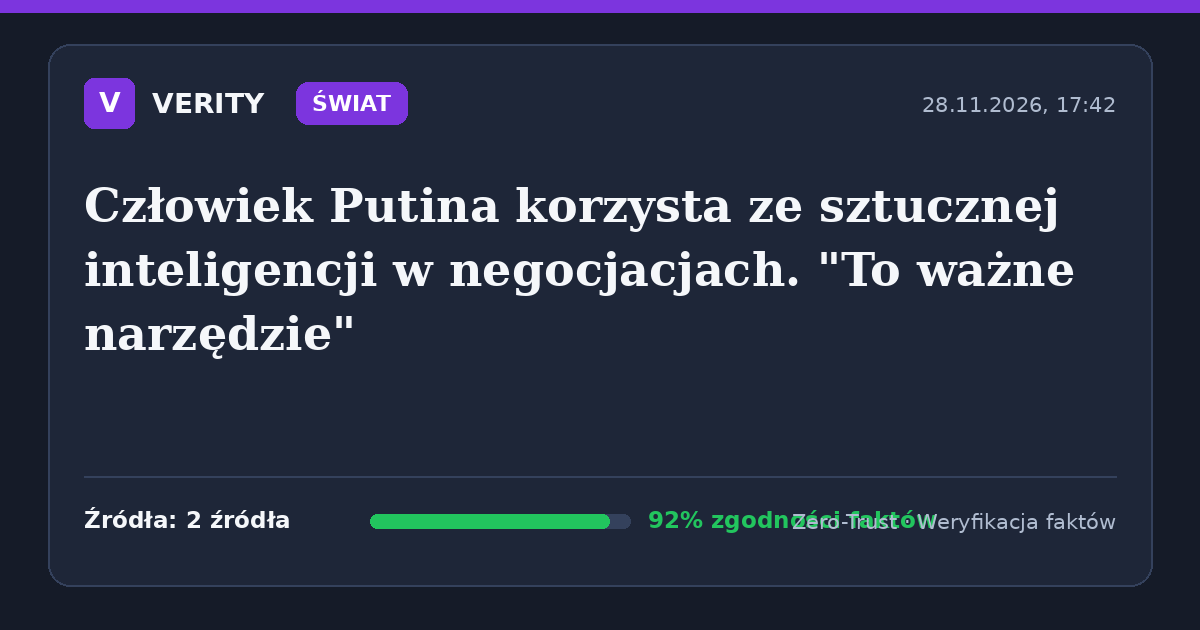 V VERITY ŚWIAT 28.11.2026, 17:42
Człowiek Putina korzysta ze sztucznej
inteligencji w negocjacjach. "To ważne
narzędzie"
Źródła: 2 źródła 92% zgodności faktów Zero-Trust · Weryfikacja faktów